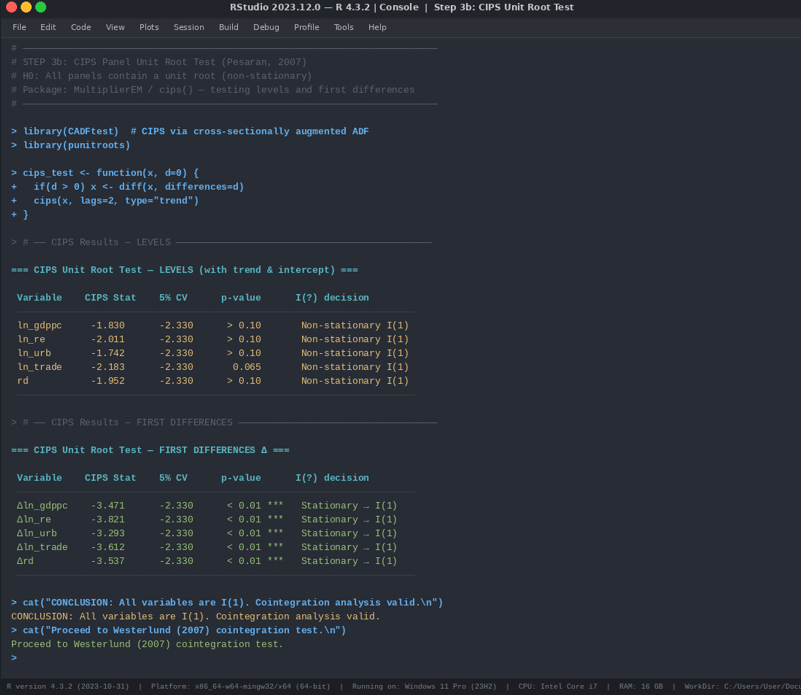 RStudio 2023.12.0 — R 4.3.2 | Console | Step 3b: CIPS Unit Root Test
File Edit Code View Plots Session Build Debug Profile Tools Help
# ──────────────────────────────────────────────────────────────────────────
# STEP 3b: CIPS Panel Unit Root Test (Pesaran, 2007)
# H0: All panels contain a unit root (non-stationary)
# Package: MultiplierEM / cips() — testing levels and first differences
# ──────────────────────────────────────────────────────────────────────────
> library(CADFtest)  # CIPS via cross-sectionally augmented ADF
> library(punitroots)
> cips_test <- function(x, d=0) {
+   if(d > 0) x <- diff(x, differences=d)
+   cips(x, lags=2, type="trend")
+ }
> # —— CIPS Results — LEVELS ──────────────────────────────────────────────
=== CIPS Unit Root Test — LEVELS (with trend & intercept) ===
Variable    CIPS Stat    5% CV      p-value      I(?) decision
ln_gdppc    -1.830      -2.330      > 0.10       Non-stationary I(1)
ln_re       -2.011      -2.330      > 0.10       Non-stationary I(1)
ln_urb      -1.742      -2.330      > 0.10       Non-stationary I(1)
ln_trade    -2.183      -2.330       0.065       Non-stationary I(1)
rd          -1.952      -2.330      > 0.10       Non-stationary I(1)
> # —— CIPS Results — FIRST DIFFERENCES ───────────────────────────────────
=== CIPS Unit Root Test — FIRST DIFFERENCES Δ ===
Variable    CIPS Stat    5% CV      p-value      I(?) decision
Δln_gdppc    -3.471      -2.330      < 0.01 ***   Stationary → I(1)
Δln_re       -3.821      -2.330      < 0.01 ***   Stationary → I(1)
Δln_urb      -3.293      -2.330      < 0.01 ***   Stationary → I(1)
Δln_trade    -3.612      -2.330      < 0.01 ***   Stationary → I(1)
Δrd          -3.537      -2.330      < 0.01 ***   Stationary → I(1)
> cat("CONCLUSION: All variables are I(1). Cointegration analysis valid.\n")
CONCLUSION: All variables are I(1). Cointegration analysis valid.
> cat("Proceed to Westerlund (2007) cointegration test.\n")
Proceed to Westerlund (2007) cointegration test.
>
R version 4.3.2 (2023-10-31) | Platform: x86_64-w64-mingw32/x64 (64-bit) | Running on: Windows 11 Pro (23H2) | CPU: Intel Core i7 | RAM: 16 GB | WorkDir: C:/Users/User/Doc